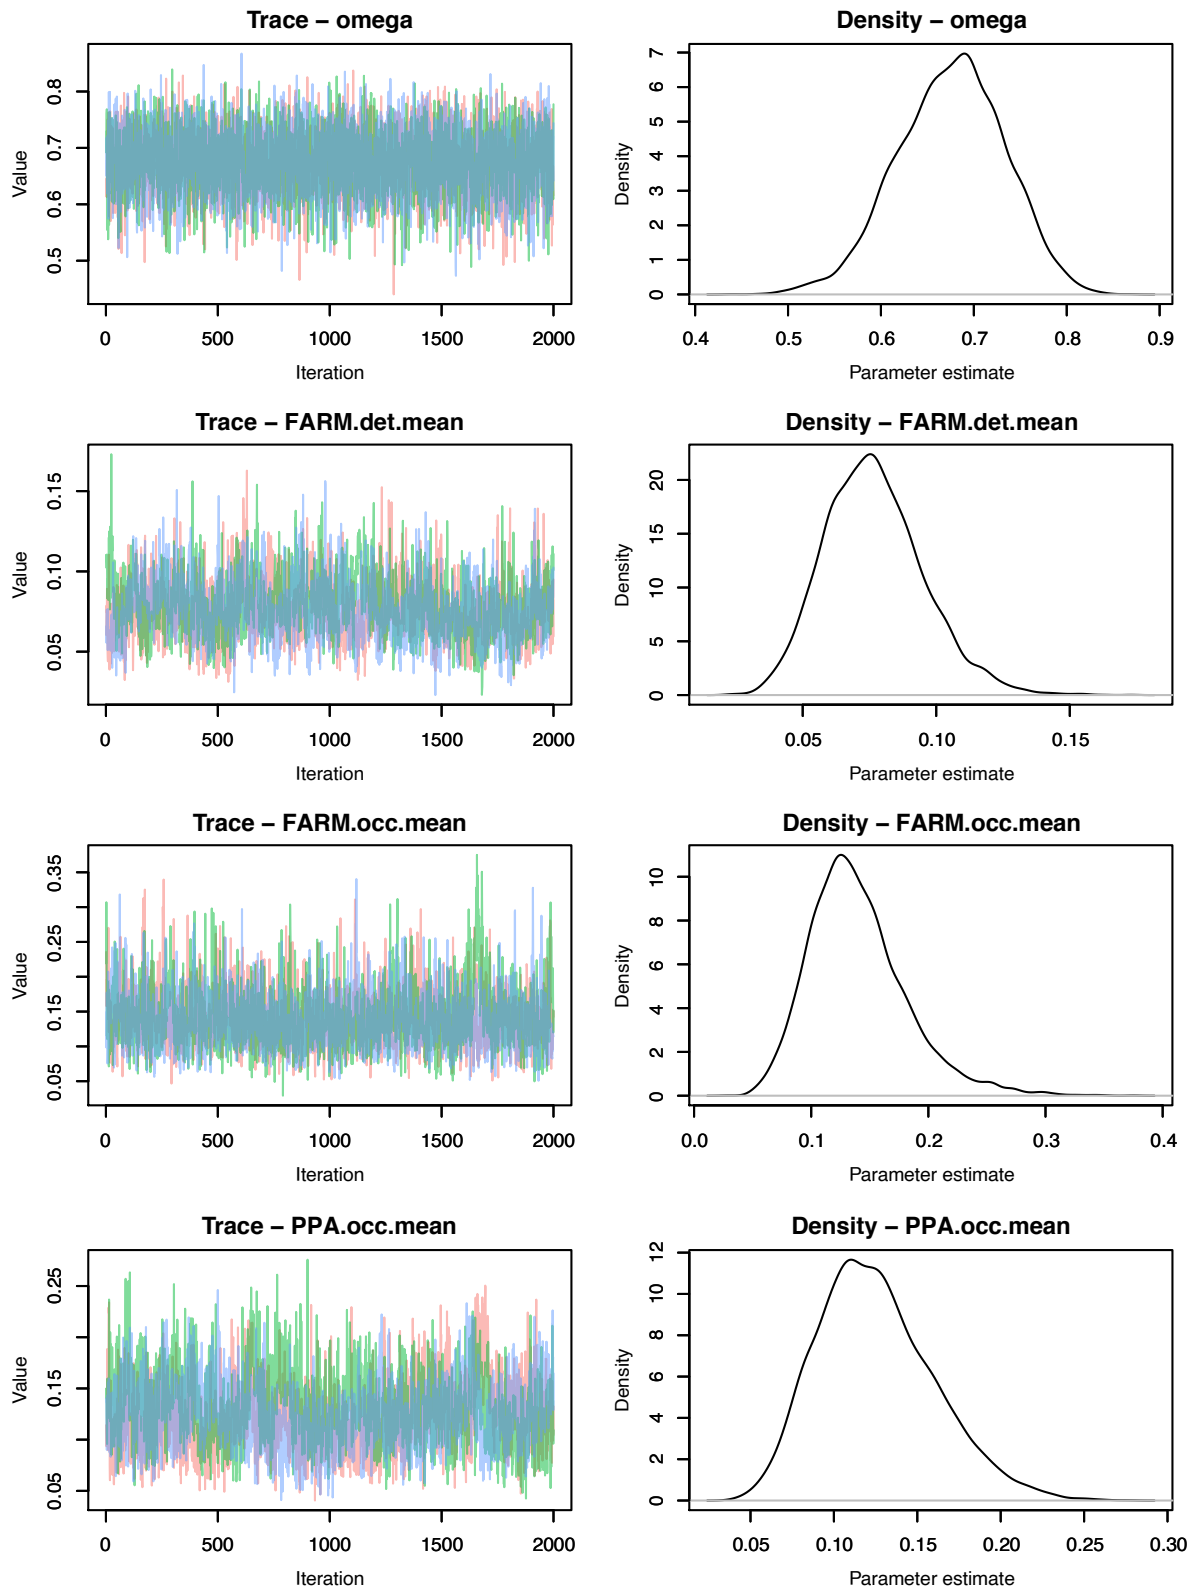 Trace – omega
Value
0.5 0.6 0.7 0.8
0 500 1000 1500 2000
Iteration
Density – omega
Density
0 1 2 3 4 5 6 7
0.4 0.5 0.6 0.7 0.8 0.9
Parameter estimate
Trace – FARM.det.mean
Value
0.05 0.10 0.15
0 500 1000 1500 2000
Iteration
Density – FARM.det.mean
Density
0 5 10 15 20
0.05 0.10 0.15
Parameter estimate
Trace – FARM.occ.mean
Value
0.05 0.15 0.25 0.35
0 500 1000 1500 2000
Iteration
Density – FARM.occ.mean
Density
0 2 4 6 8 10
0.0 0.1 0.2 0.3 0.4
Parameter estimate
Trace – PPA.occ.mean
Value
0.05 0.15 0.25
0 500 1000 1500 2000
Iteration
Density – PPA.occ.mean
Density
0 2 4 6 8 10 12
0.05 0.10 0.15 0.20 0.25 0.30
Parameter estimate